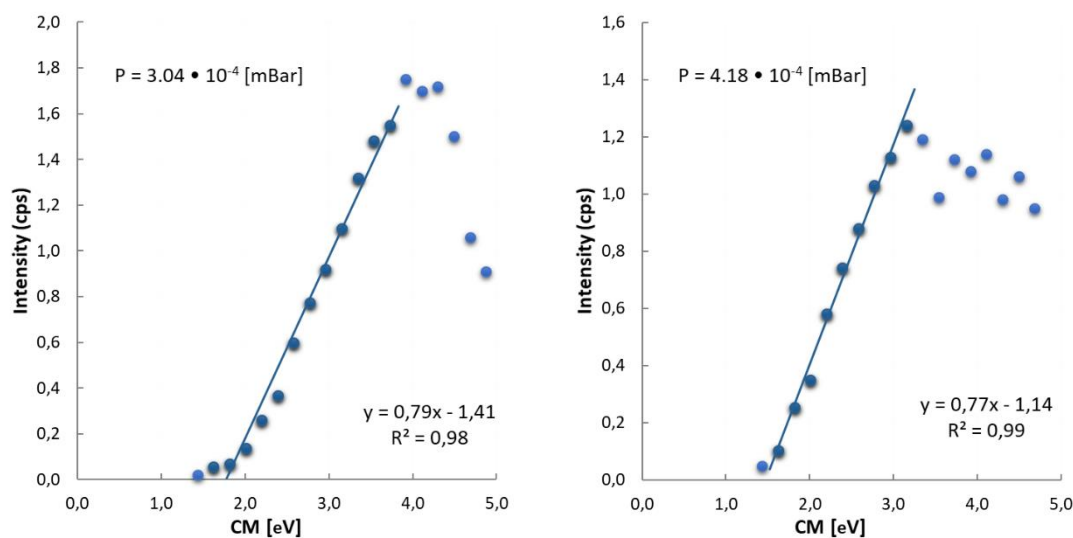 P = 3.04 • 10⁻⁴ [mBar]
Intensity (cps)
2,0
1,8
1,6
1,4
1,2
1,0
0,8
0,6
0,4
0,2
0,0
y = 0,79x - 1,41
R² = 0,98
0,0 1,0 2,0 3,0 4,0 5,0
CM [eV]
P = 4.18 • 10⁻⁴ [mBar]
Intensity (cps)
1,6
1,4
1,2
1,0
0,8
0,6
0,4
0,2
0,0
y = 0,77x - 1,14
R² = 0,99
0,0 1,0 2,0 3,0 4,0 5,0
CM [eV]